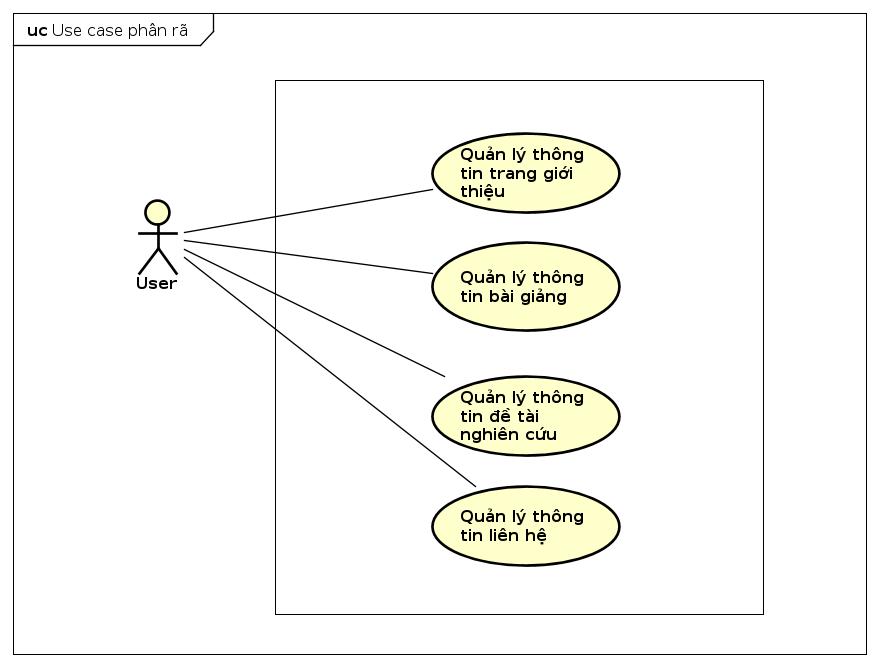 uc Use case phân rã
Quản lý thông
tin trang giới
thiệu
User
Quản lý thông
tin bài giảng
Quản lý thông
tin đề tài
nghiên cứu
Quản lý thông
tin liên hệ